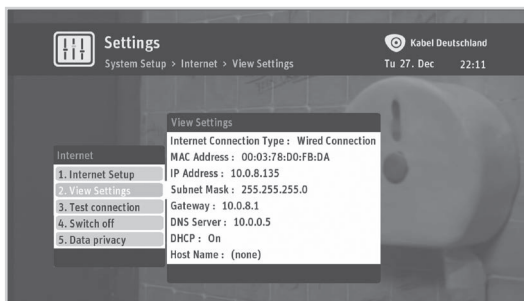 Settings
System Setup > Internet > View Settings
Kabel Deutschland
Tu 27. Dec 22:11
Internet
1. Internet Setup
2. View Settings
3. Test connection
4. Switch off
5. Data privacy
View Settings
Internet Connection Type : Wired Connection
MAC Address : 00:03:78:D0:FB:DA
IP Address : 10.0.8.135
Subnet Mask : 255.255.255.0
Gateway : 10.0.8.1
DNS Server : 10.0.0.5
DHCP : On
Host Name : (none)